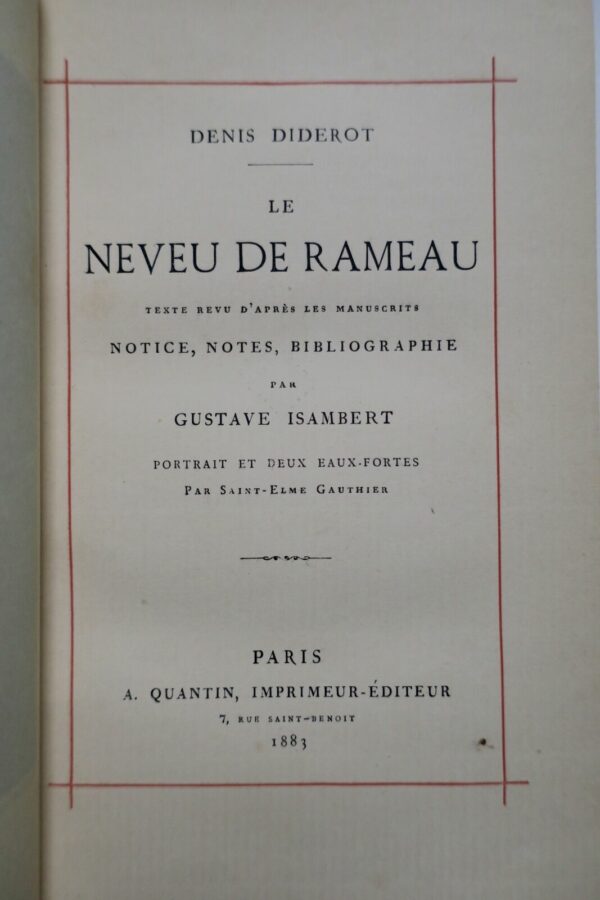 DENIS DIDEROT
LE
NEVEU DE RAMEAU
TEXTE REVU D'APRÈS LES MANUSCRITS
NOTICE, NOTES, BIBLIOGRAPHIE
PAR
GUSTAVE ISAMBERT
PORTRAIT ET DEUX EAUX-FORTES
PAR SAINT-ELME GAUTHIER
PARIS
A. QUANTIN, IMPRIMEUR-ÉDITEUR
7, RUE SAINT-BENOIT
1883